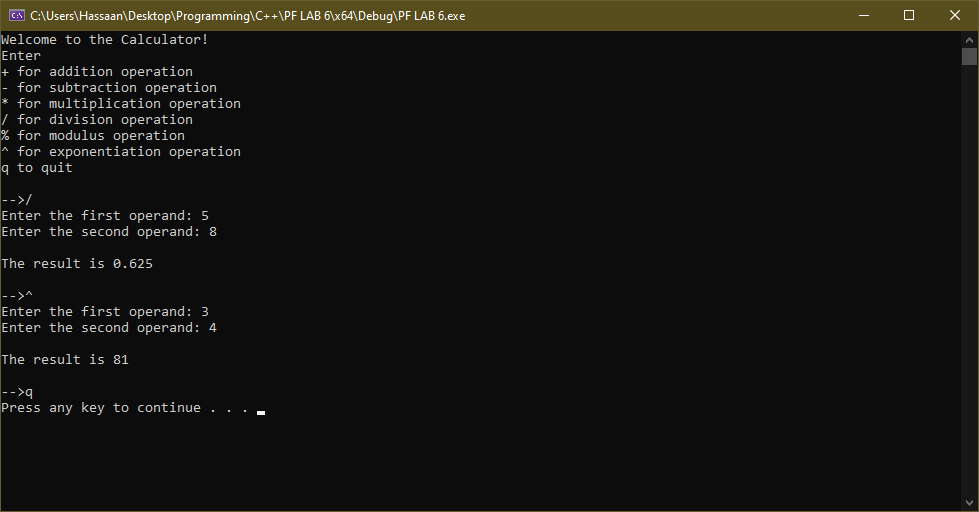 C:\Users\Hassaan\Desktop\Programming\C++\PF LAB 6\x64\Debug\PF LAB 6.exe
Welcome to the Calculator!
Enter
+ for addition operation
- for subtraction operation
* for multiplication operation
/ for division operation
% for modulus operation
^ for exponentiation operation
q to quit
-->/
Enter the first operand: 5
Enter the second operand: 8
The result is 0.625
-->^
Enter the first operand: 3
Enter the second operand: 4
The result is 81
-->q
Press any key to continue . . .